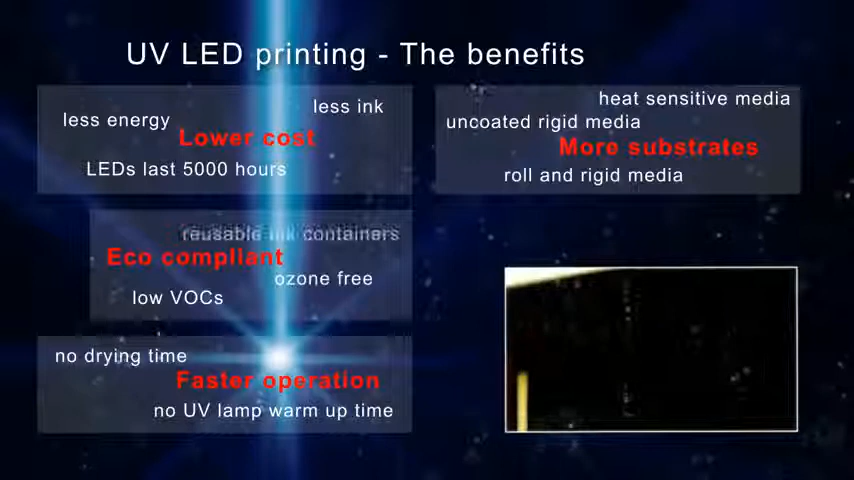 UV LED printing - The benefits
less ink
less energy
Lower cost
LEDs last 5000 hours
heat sensitive media
uncoated rigid media
More substrates
roll and rigid media
reusable ink containers
Eco compliant
ozone free
low VOCs
no drying time
Faster operation
no UV lamp warm up time